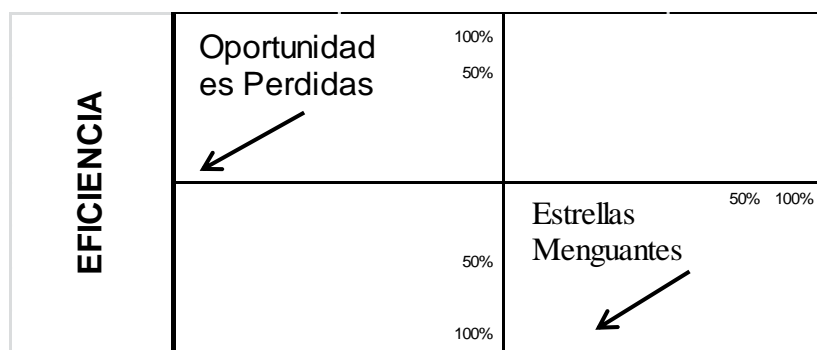 EFICIENCIA
Oportunidad
es Perdidas
100%
50%
Estrellas
Menguantes
50% 100%
50%
100%